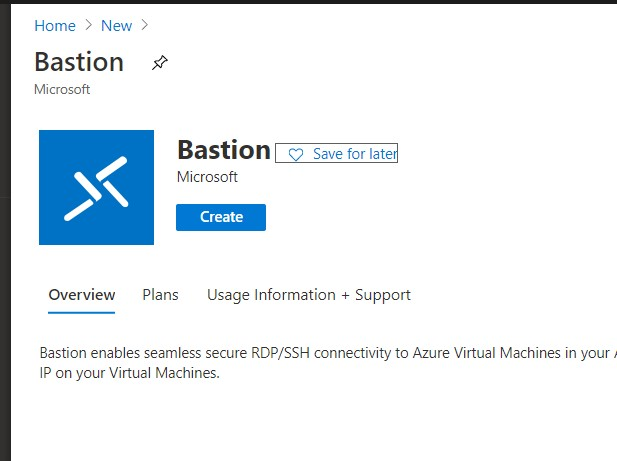 Home > New >
Bastion
Microsoft
Bastion Save for later
Microsoft
Create
Overview Plans Usage Information + Support
Bastion enables seamless secure RDP/SSH connectivity to Azure Virtual Machines in your
IP on your Virtual Machines.